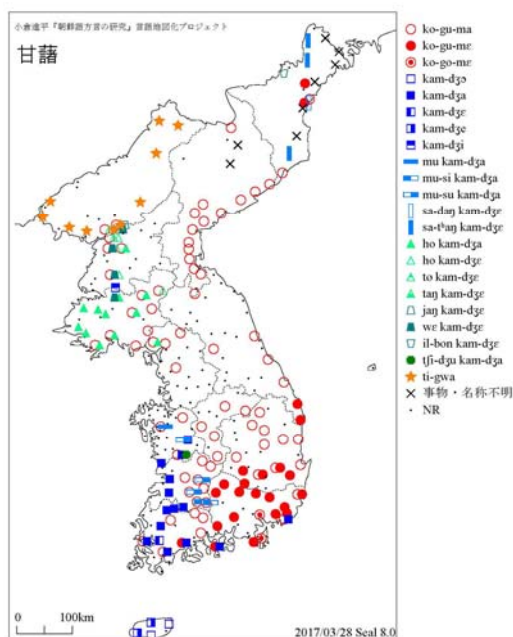 小倉進平『朝鮮語方言の研究』言語地図化プロジェクト
甘藷
ko-gu-ma
ko-gu-mɛ
ko-go-mɛ
kam-dʒə
kam-dʒa
kam-dʒɛ
kam-dʒe
kam-dʒi
mu kam-dʒa
mu-si kam-dʒa
mu-su kam-dʒa
sa-daŋ kam-dʒɛ
sa-tʰaŋ kam-dʒɛ
ho kam-dʒa
ho kam-dʒɛ
to kam-dʒɛ
taŋ kam-dʒɛ
jaŋ kam-dʒɛ
we kam-dʒɛ
il-bon kam-dʒɛ
tʃi-dʒu kam-dʒa
ti-gwa
事物・名称不明
NR
0 100km
2017/03/28 Seal 8.0